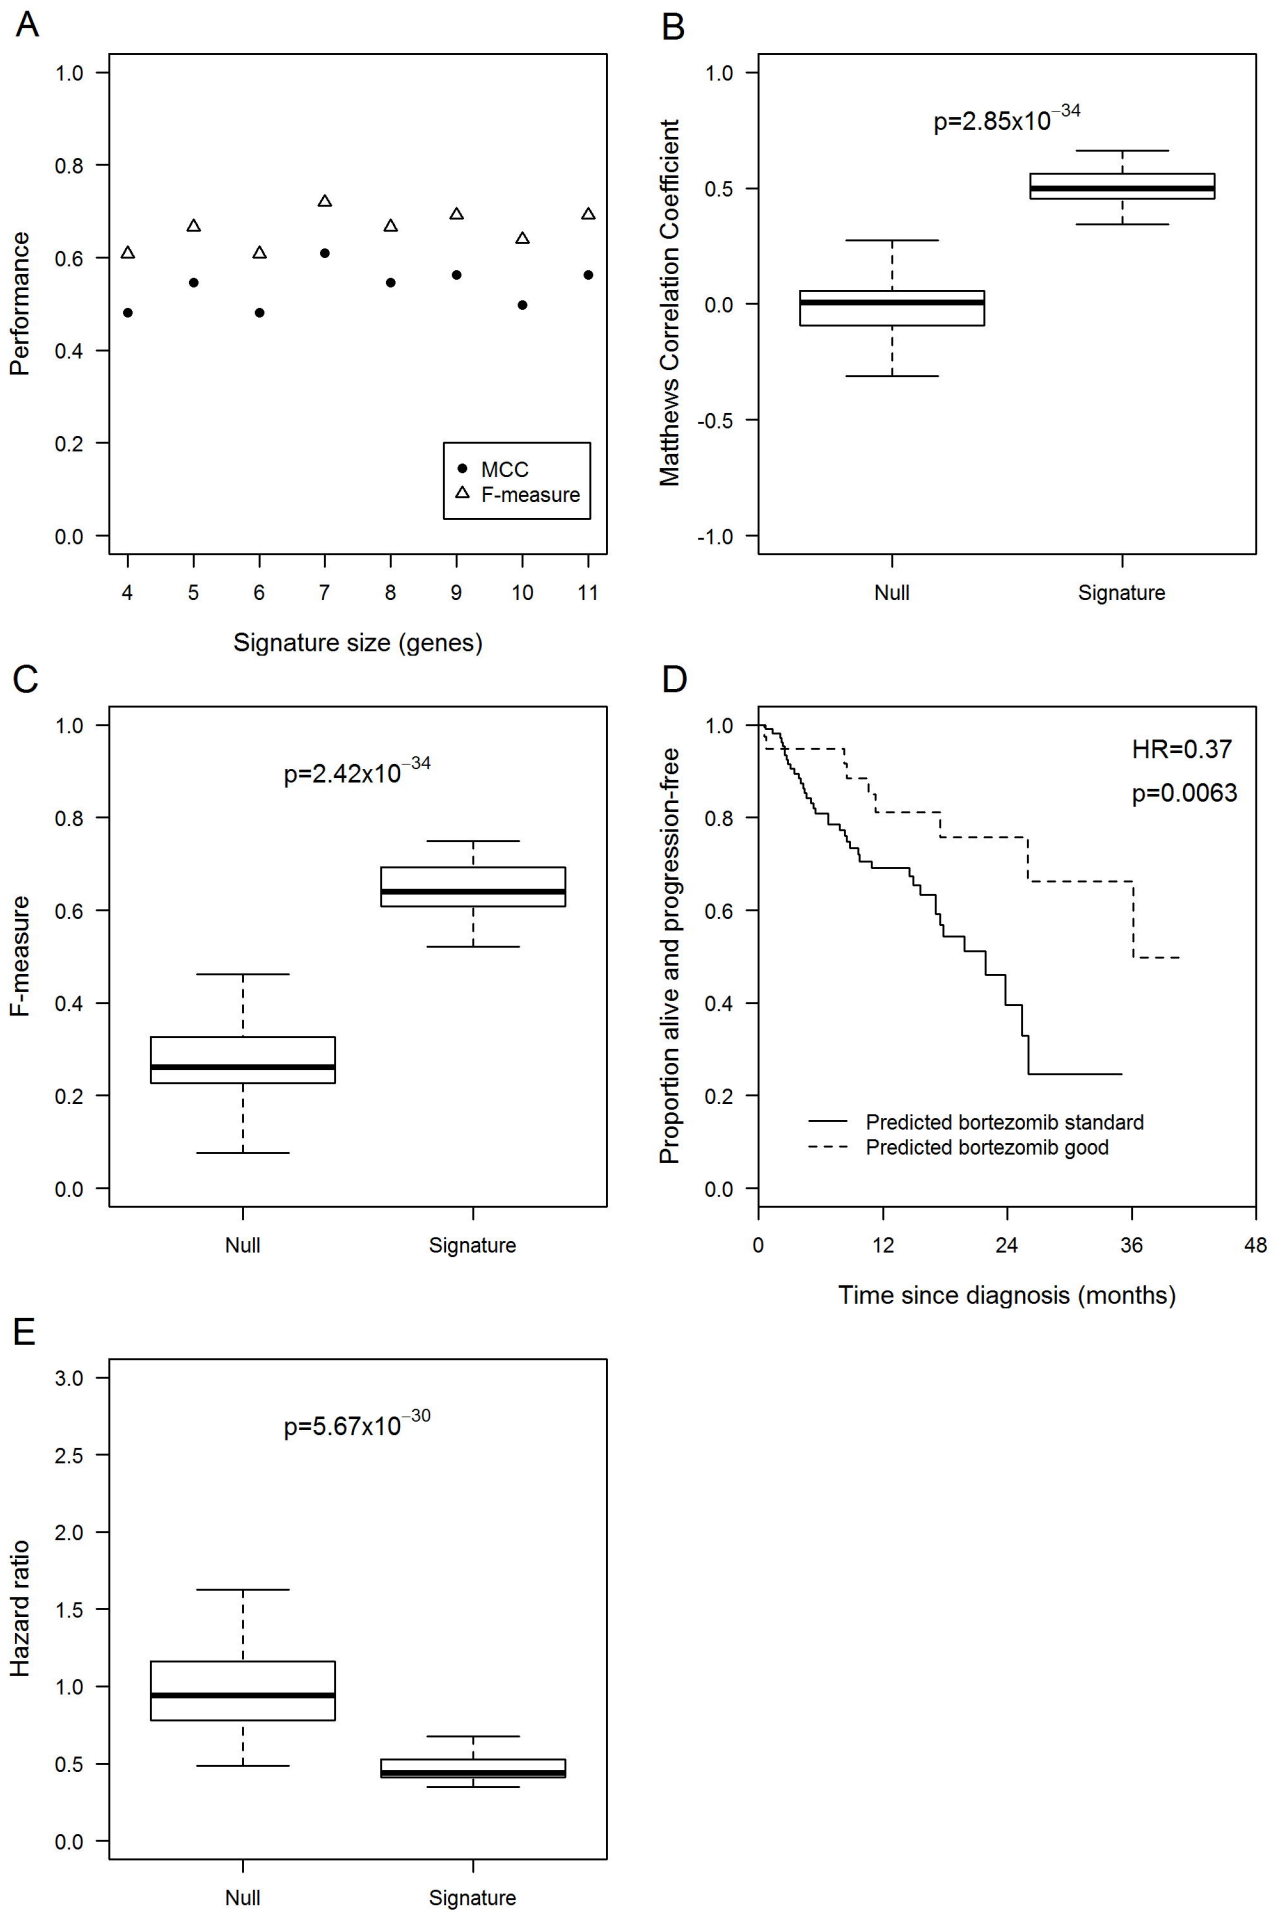 A
1.0
0.8
0.6
0.4
0.2
0.0
Performance
MCC
F-measure
4 5 6 7 8 9 10 11
Signature size (genes)
B
1.0
0.5
0.0
-0.5
-1.0
Matthews Correlation Coefficient
p=2.85x10−34
Null Signature
C
1.0
0.8
0.6
0.4
0.2
0.0
F-measure
p=2.42x10−34
Null Signature
D
1.0
0.8
0.6
0.4
0.2
0.0
Proportion alive and progression-free
HR=0.37
p=0.0063
Predicted bortezomib standard
Predicted bortezomib good
0 12 24 36 48
Time since diagnosis (months)
E
3.0
2.5
2.0
1.5
1.0
0.5
0.0
Hazard ratio
p=5.67x10−30
Null Signature